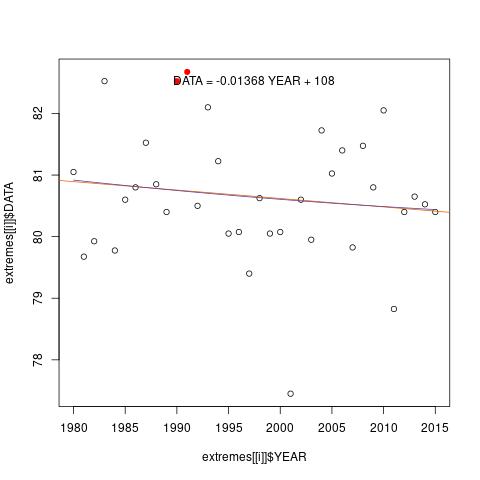 DATA = -0.01368 YEAR + 108
82
81
80
79
78
extremes[[i]]$DATA
1980 1985 1990 1995 2000 2005 2010 2015
extremes[[i]]$YEAR